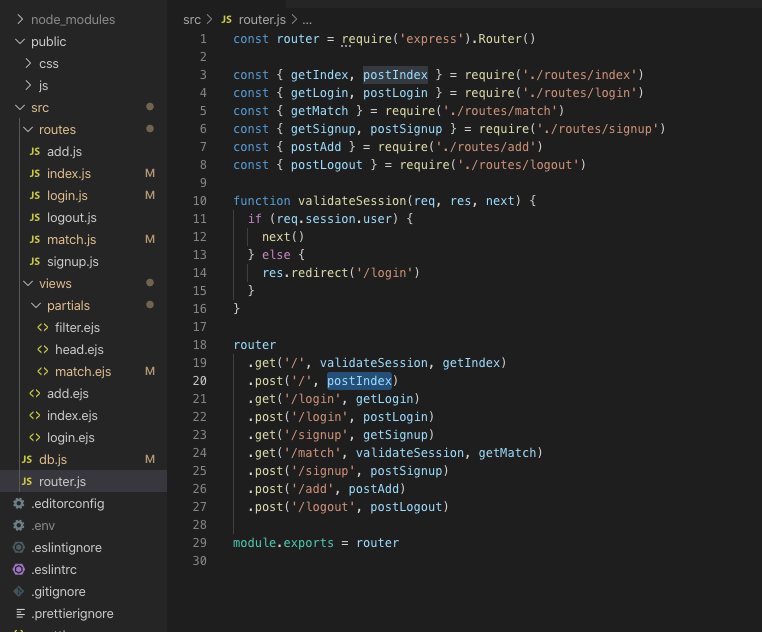 node_modules
public
css
js
src
routes
JS add.js
JS index.js M
JS login.js M
JS logout.js
JS match.js M
JS signup.js
views
partials
<> filter.ejs
<> head.ejs
<> match.ejs M
<> add.ejs
<> index.ejs
<> login.ejs
JS db.js M
JS router.js
.editorconfig
.env
.eslintignore
.eslintrc
.gitignore
.prettierignore
src > JS router.js > ...
1 const router = require('express').Router()
2
3 const { getIndex, postIndex } = require('./routes/index')
4 const { getLogin, postLogin } = require('./routes/login')
5 const { getMatch } = require('./routes/match')
6 const { getSignup, postSignup } = require('./routes/signup')
7 const { postAdd } = require('./routes/add')
8 const { postLogout } = require('./routes/logout')
9
10 function validateSession(req, res, next) {
11 if (req.session.user) {
12 next()
13 } else {
14 res.redirect('/login')
15 }
16 }
17
18 router
19 .get('/', validateSession, getIndex)
20 .post('/', postIndex)
21 .get('/login', getLogin)
22 .post('/login', postLogin)
23 .get('/signup', getSignup)
24 .get('/match', validateSession, getMatch)
25 .post('/signup', postSignup)
26 .post('/add', postAdd)
27 .post('/logout', postLogout)
28
29 module.exports = router
30